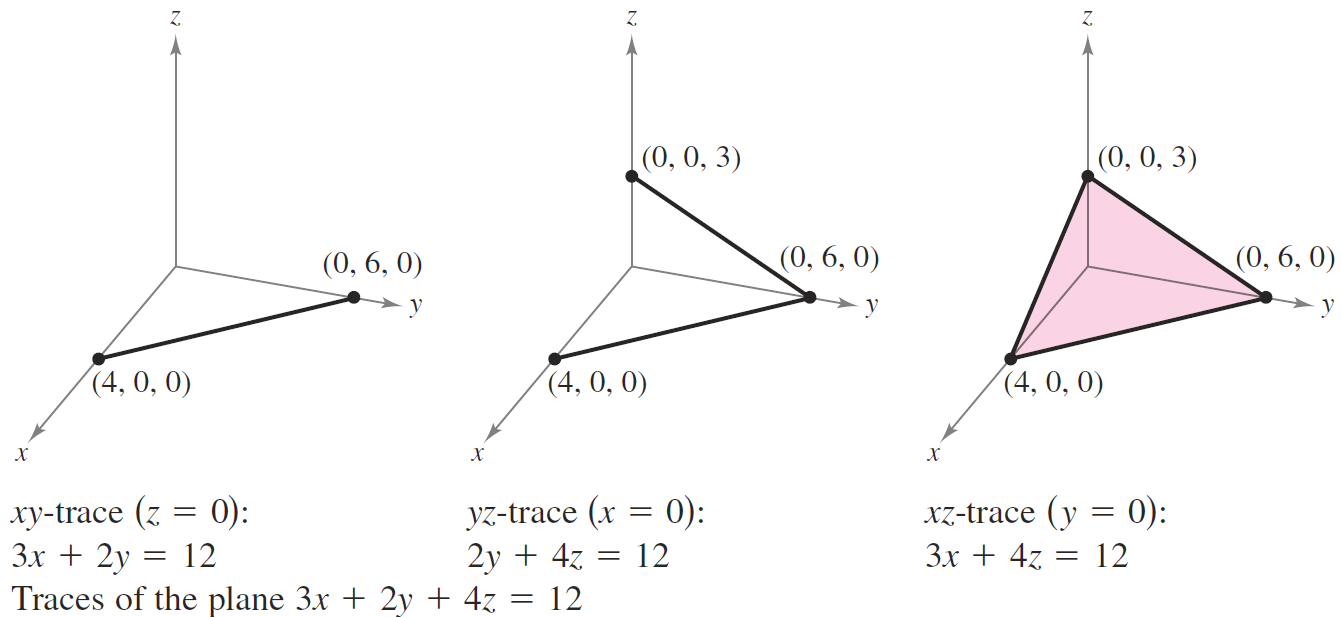 z
z
z
(0, 0, 3)
(0, 0, 3)
(0, 6, 0)
(0, 6, 0)
(0, 6, 0)
y
y
y
(4, 0, 0)
(4, 0, 0)
(4, 0, 0)
x
x
x
xy-trace (z = 0):
3x + 2y = 12
yz-trace (x = 0):
2y + 4z = 12
xz-trace (y = 0):
3x + 4z = 12
Traces of the plane 3x + 2y + 4z = 12